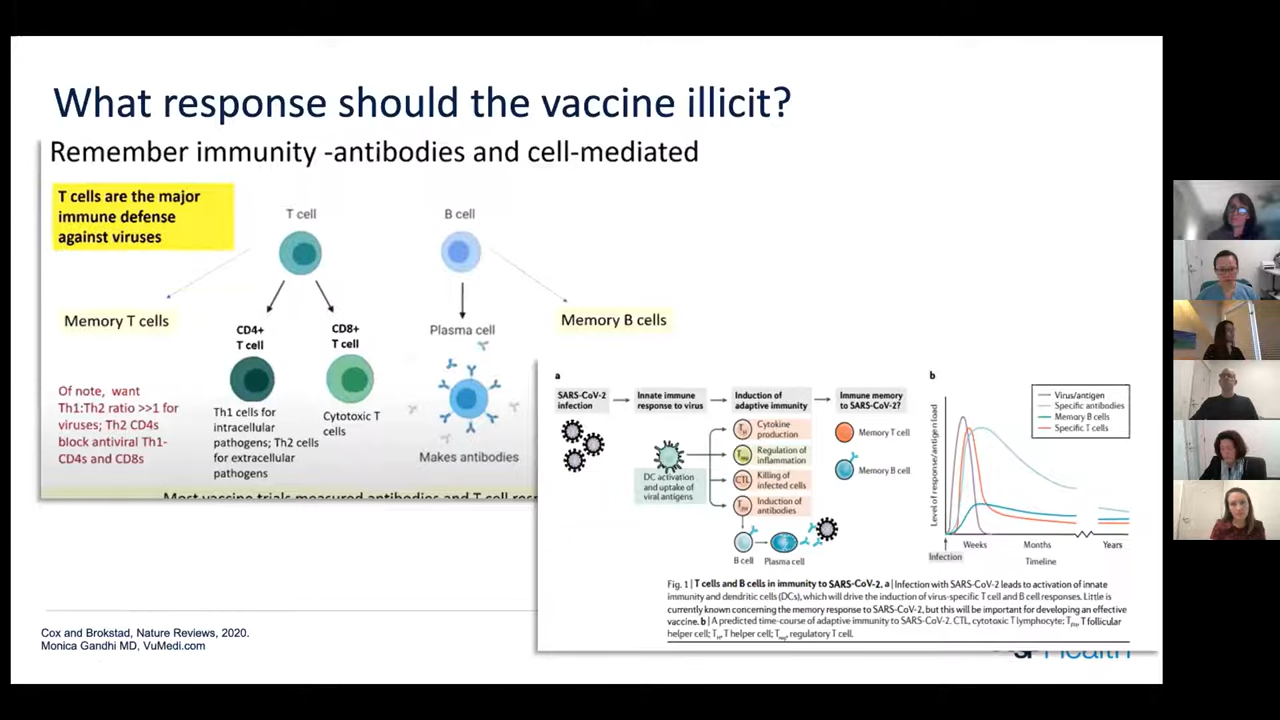 What response should the vaccine illicit?
Remember immunity -antibodies and cell-mediated
T cells are the major
immune defense
against viruses
T cell
B cell
Memory T cells
CD4+
T cell
CD8+
T cell
Plasma cell
Memory B cells
Of note, want
Th1:Th2 ratio >>1 for
viruses; Th2 CD4s
block antiviral Th1-
CD4s and CD8s
Th1 cells for
intracellular
pathogens; Th2 cells
for extracellular
pathogens
Cytotoxic T
cells
Makes antibodies
Most vaccine trials measured antibodies and T cell
a
SARS-CoV-2
infection
Innate immune
response to virus
Induction of
adaptive immunity
Immune memory
to SARS-CoV-2?
DC activation
and uptake of
viral antigens
TH
Cytokine
production
Treg
Regulation of
inflammation
CTL
Killing of
infected cells
TFH
Induction of
antibodies
Memory T cell
Memory B cell
B cell
Plasma cell
b
Virus/antigen
Specific antibodies
Memory B cells
Specific T cells
Level of response/antigen load
Infection
Weeks
Months
Years
Timeline
Fig. 1 | T cells and B cells in immunity to SARS-CoV-2. a | Infection with SARS-CoV-2 leads to activation of innate
immunity and dendritic cells (DCs), which will drive the induction of virus-specific T cell and B cell responses. Little is
currently known concerning the memory response to SARS-CoV-2, but this will be important for developing an effective
vaccine. b | A predicted time-course of adaptive immunity to SARS-CoV-2. CTL, cytotoxic T lymphocyte; TFH, T follicular
helper cell; TH, T helper cell; Treg, regulatory T cell.
Cox and Brokstad, Nature Reviews, 2020.
Monica Gandhi MD, VuMedi.com
Health